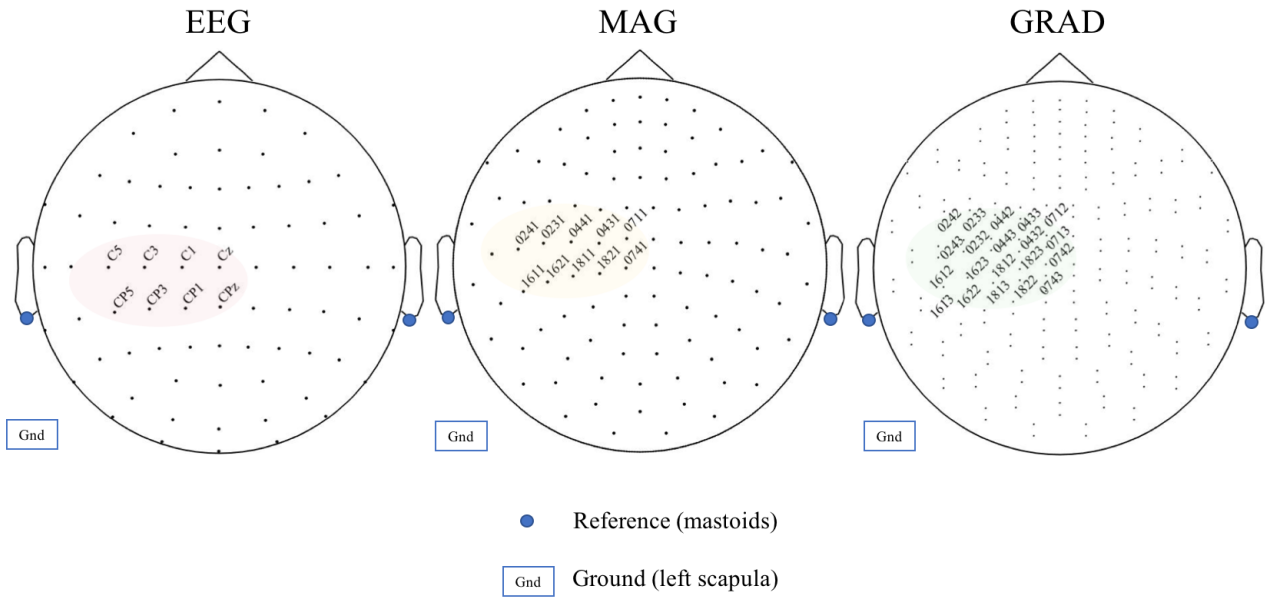 EEG
MAG
GRAD
C5
C3
C1
Cz
CP5
CP3
CP1
CPz
0241
0231
0441
0431
0711
1611
1621
1811
1821
0741
0242
0233
0442
0433
0712
0243
0232
0443
0432
0713
1612
1623
1812
1823
0742
1613
1622
1813
1822
0743
Gnd
Gnd
Gnd
Reference (mastoids)
Gnd
Ground (left scapula)